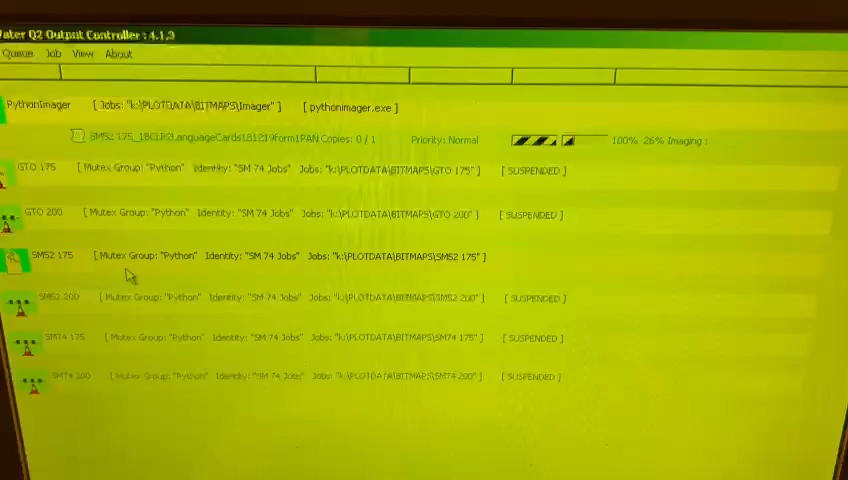 Q2 Output Controller : 4.1.3
Queue Job View About
PythonImager [ Jobs: "k:\PLOTDATA\BITMAPS\Imager" ] [ pythonimager.exe ]
Copies: 0 / 1 Priority: Normal 100% 26% Imaging :
GTO 175 [ Mutex Group: "Python" Identity: "SM 74 Jobs" Jobs: "k:\PLOTDATA\BITMAPS\GTO 175" ] [ SUSPENDED ]
GTO 200 [ Mutex Group: "Python" Identity: "SM 74 Jobs" Jobs: "k:\PLOTDATA\BITMAPS\GTO 200" ] [ SUSPENDED ]
SM52 175 [ Mutex Group: "Python" Identity: "SM 74 Jobs" Jobs: "k:\PLOTDATA\BITMAPS\SM52 175" ]
SM52 200 [ Mutex Group: "Python" Identity: "SM 74 Jobs" Jobs: "k:\PLOTDATA\BITMAPS\SM52 200" ] [ SUSPENDED ]
SM74 175 [ Mutex Group: "Python" Identity: "SM 74 Jobs" Jobs: "k:\PLOTDATA\BITMAPS\SM74 175" ] [ SUSPENDED ]
SM74 200 [ Mutex Group: "Python" Identity: "SM 74 Jobs" Jobs: "k:\PLOTDATA\BITMAPS\SM74 200" ] [ SUSPENDED ]